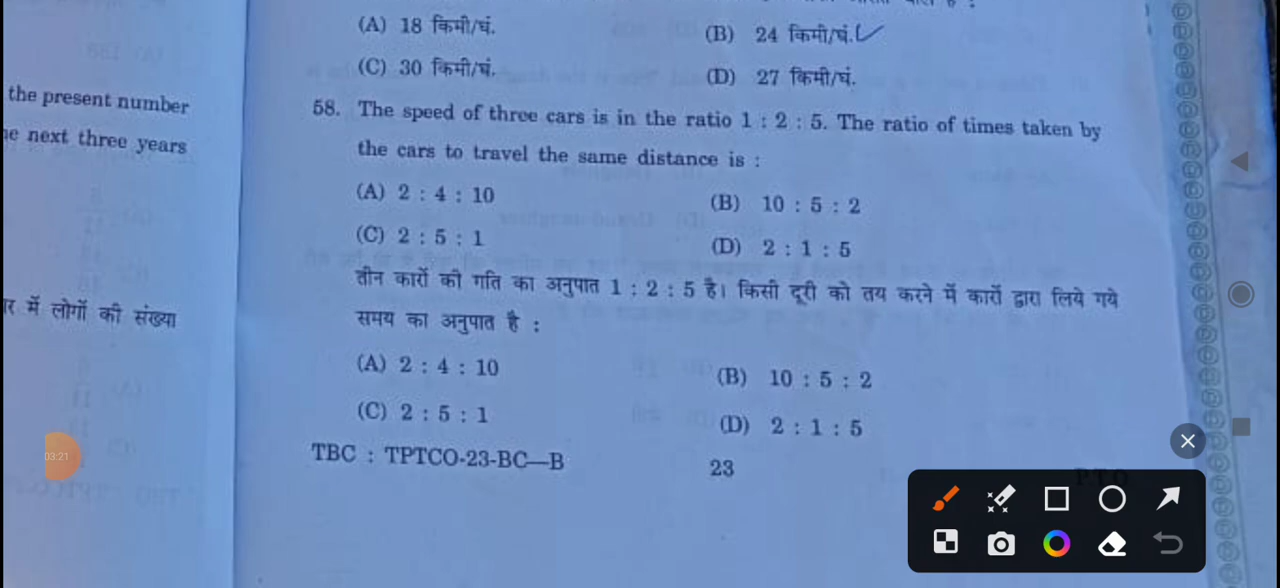 (A) 18 किमी/घं.
(B) 24 किमी/घं.
(C) 30 किमी/घं.
(D) 27 किमी/घं.
the present number
next three years
में लोगों की संख्या
58. The speed of three cars is in the ratio 1 : 2 : 5. The ratio of times taken by
the cars to travel the same distance is :
(A) 2 : 4 : 10
(B) 10 : 5 : 2
(C) 2 : 5 : 1
(D) 2 : 1 : 5
तीन कारों की गति का अनुपात 1 : 2 : 5 है। किसी दूरी को तय करने में कारों द्वारा लिये गये
समय का अनुपात है :
(A) 2 : 4 : 10
(B) 10 : 5 : 2
(C) 2 : 5 : 1
(D) 2 : 1 : 5
TBC : TPTCO-23-BC—B
23
PTO
03:21